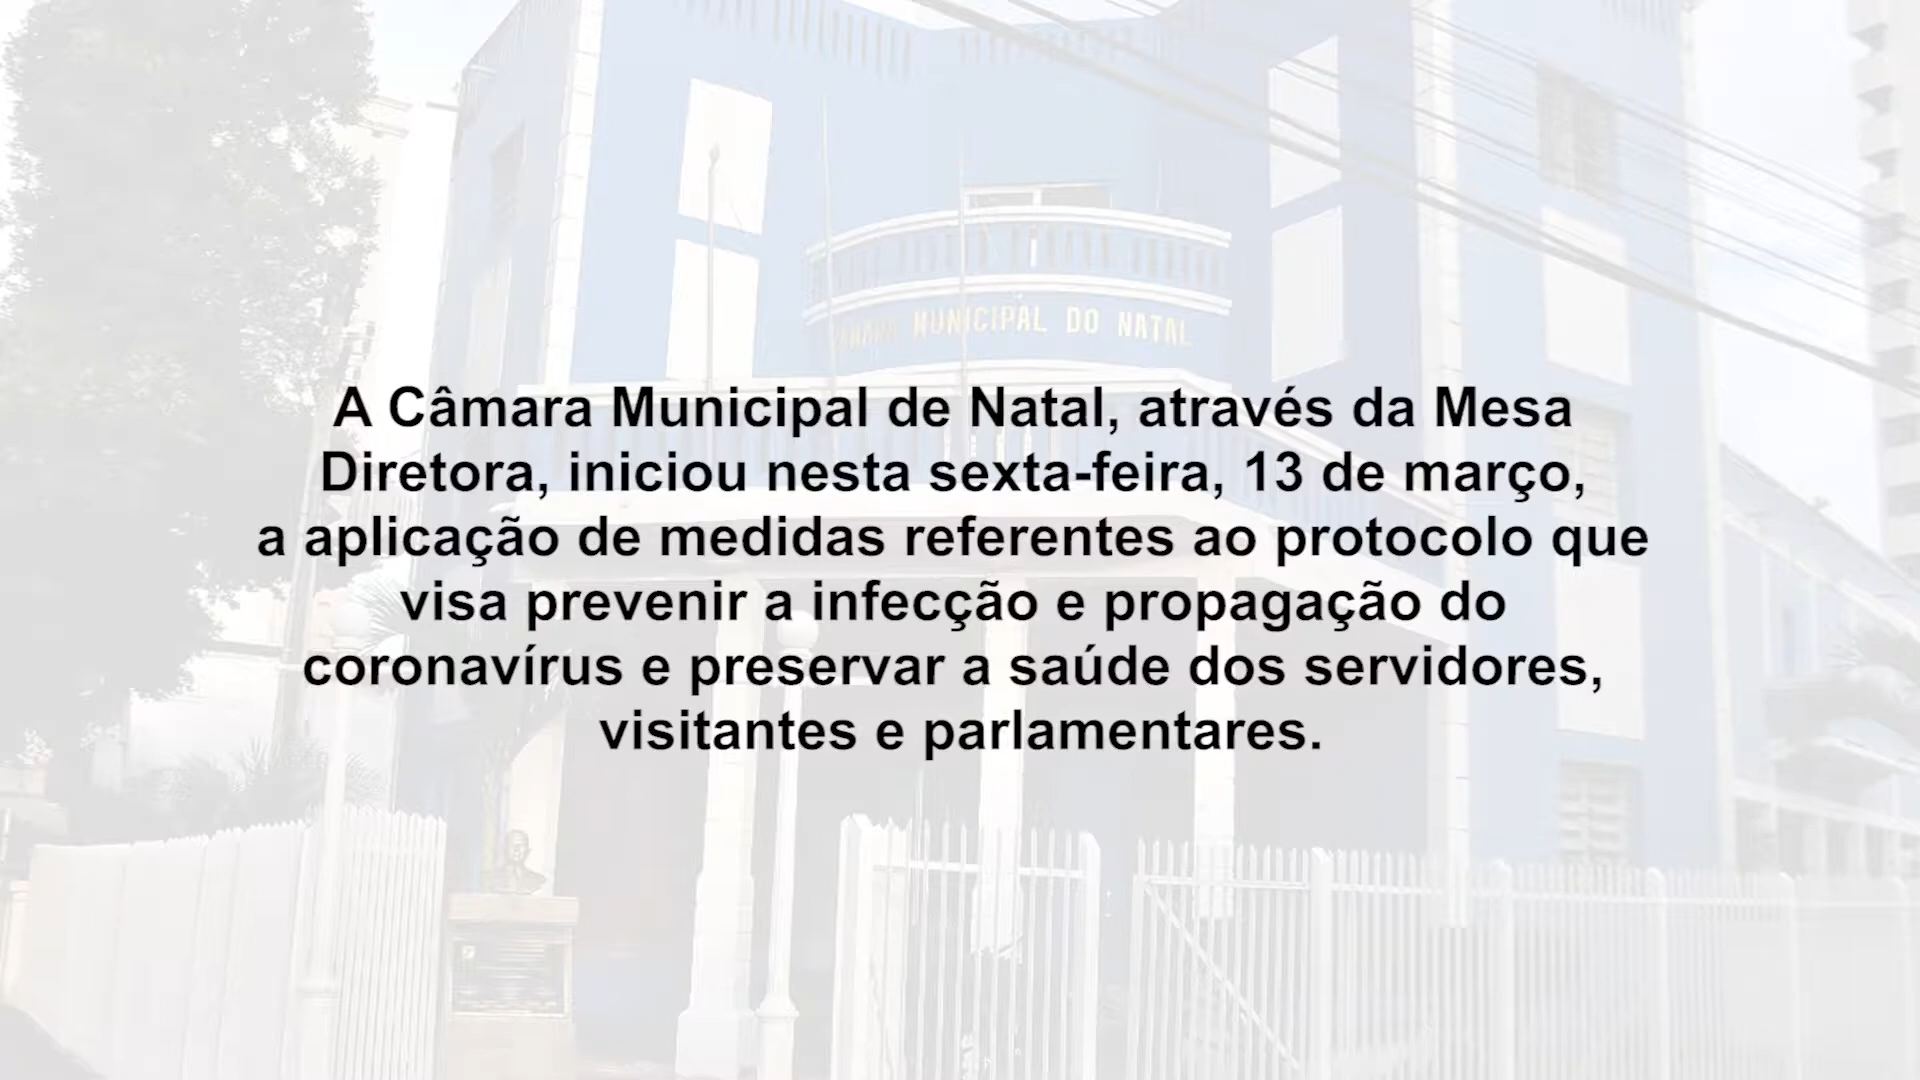 MUNICIPAL DO NATAL
A Câmara Municipal de Natal, através da Mesa
Diretora, iniciou nesta sexta-feira, 13 de março,
a aplicação de medidas referentes ao protocolo que
visa prevenir a infecção e propagação do
coronavírus e preservar a saúde dos servidores,
visitantes e parlamentares.